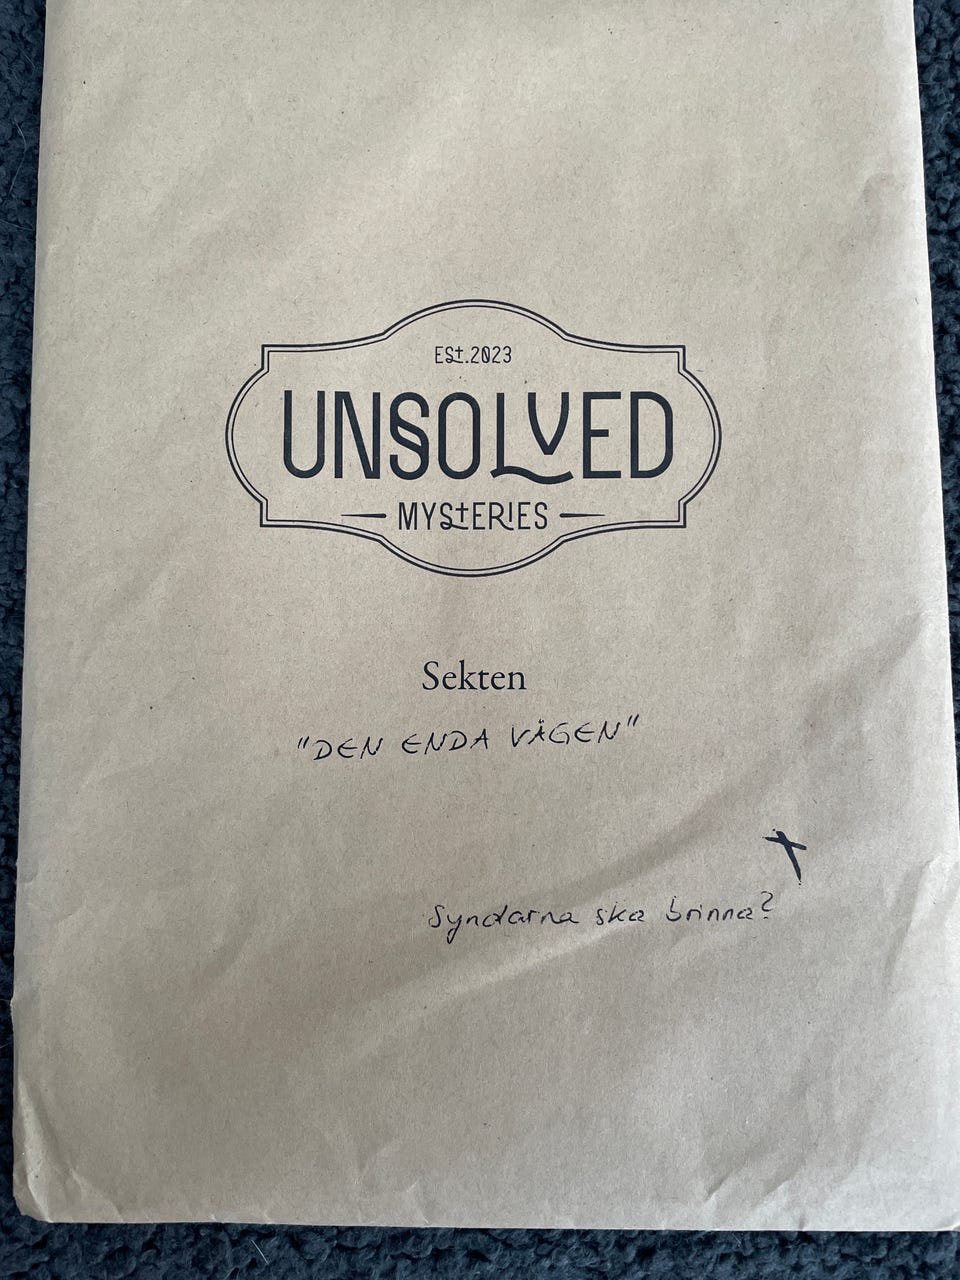 Est.2023
UNSOLVED
MYSTERIES
Sekten
"DEN ENDA VÄGEN"
Syndarna ska brinna?